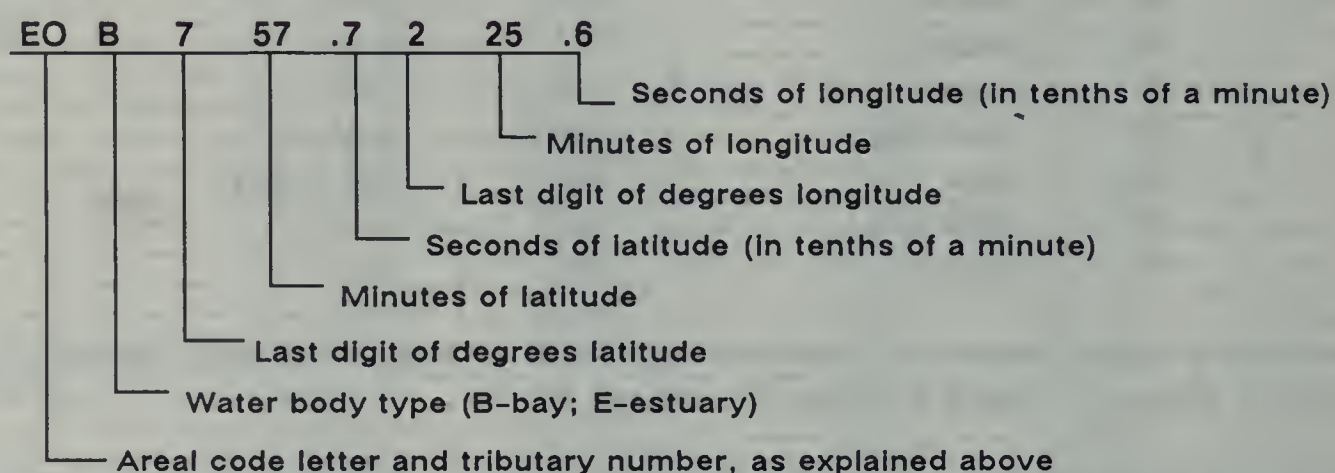 EO B 7 57 .7 2 25 .6
Seconds of longitude (in tenths of a minute)
Minutes of longitude
Last digit of degrees longitude
Seconds of latitude (in tenths of a minute)
Minutes of latitude
Last digit of degrees latitude
Water body type (B-bay; E-estuary)
Areal code letter and tributary number, as explained above